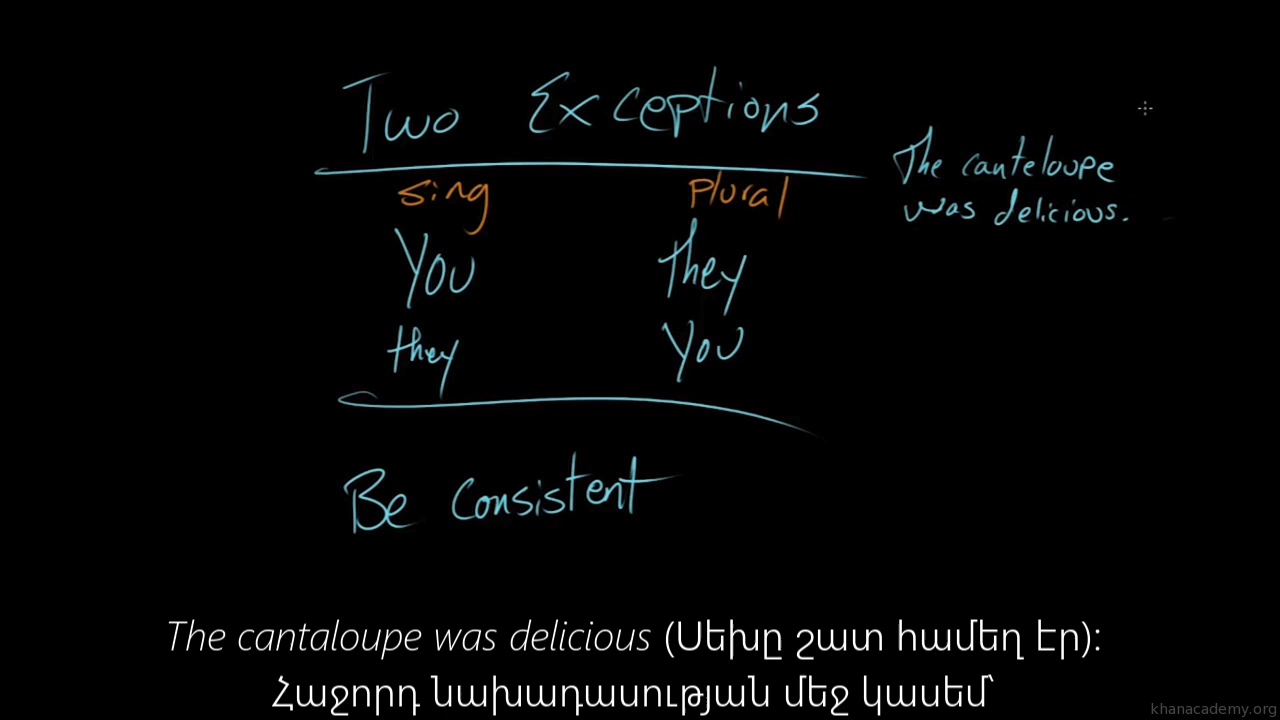 Two Exceptions
sing plural
You they
they You
Be consistent
The canteloupe
was delicious.
The cantaloupe was delicious (Սեխը շատ համեղ էր):
Հաջորդ նախադասության մեջ կասեմ՝
khanacademy.org